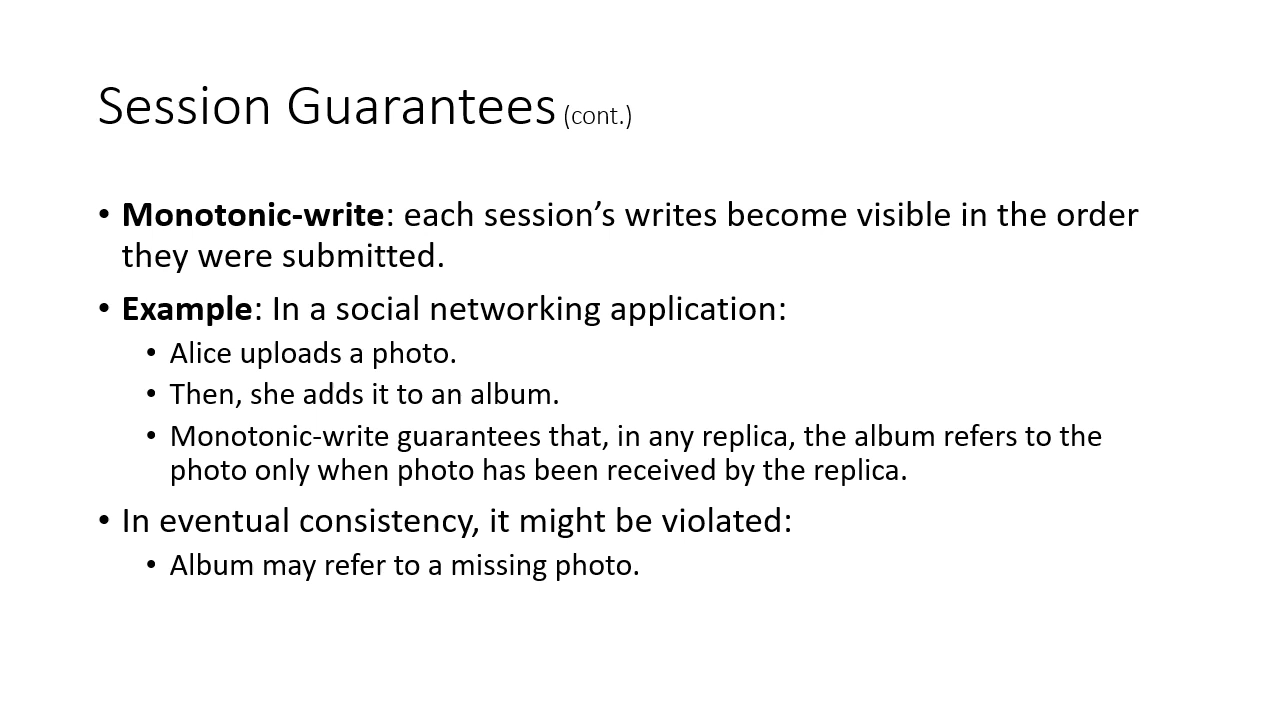 Session Guarantees (cont.)
• Monotonic-write: each session’s writes become visible in the order
they were submitted.
• Example: In a social networking application:
• Alice uploads a photo.
• Then, she adds it to an album.
• Monotonic-write guarantees that, in any replica, the album refers to the
photo only when photo has been received by the replica.
• In eventual consistency, it might be violated:
• Album may refer to a missing photo.